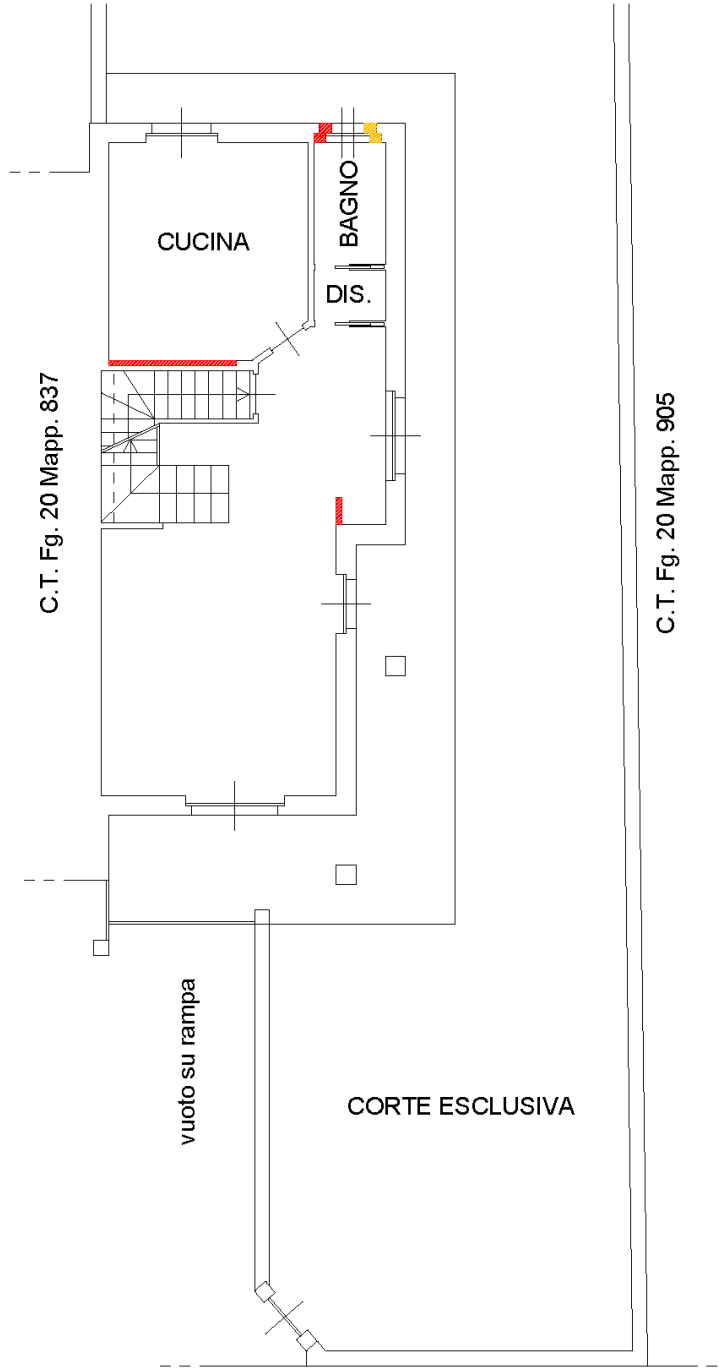 BAGNO
CUCINA
DIS.
C.T. Fg. 20 Mapp. 837
C.T. Fg. 20 Mapp. 905
vuoto su rampa
CORTE ESCLUSIVA